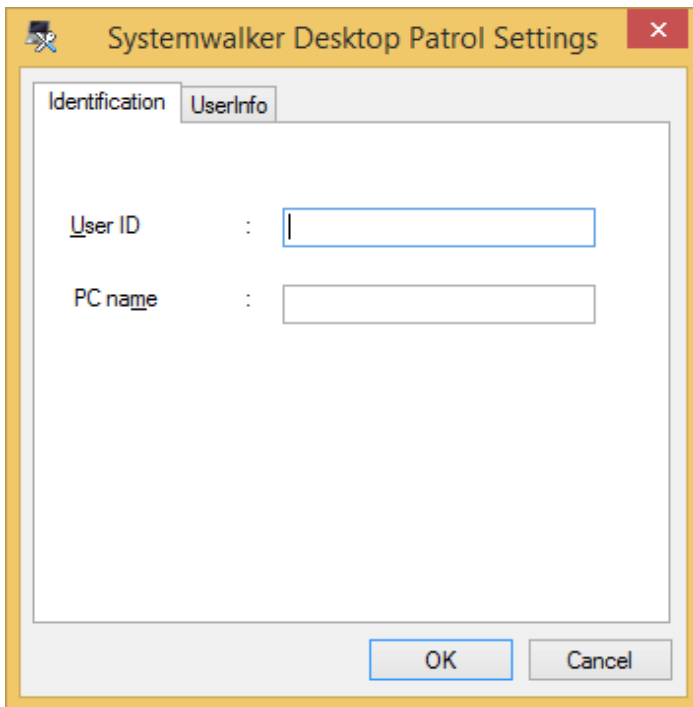 Systemwalker Desktop Patrol Settings
Identification UserInfo
User ID :
PC name :
OK Cancel